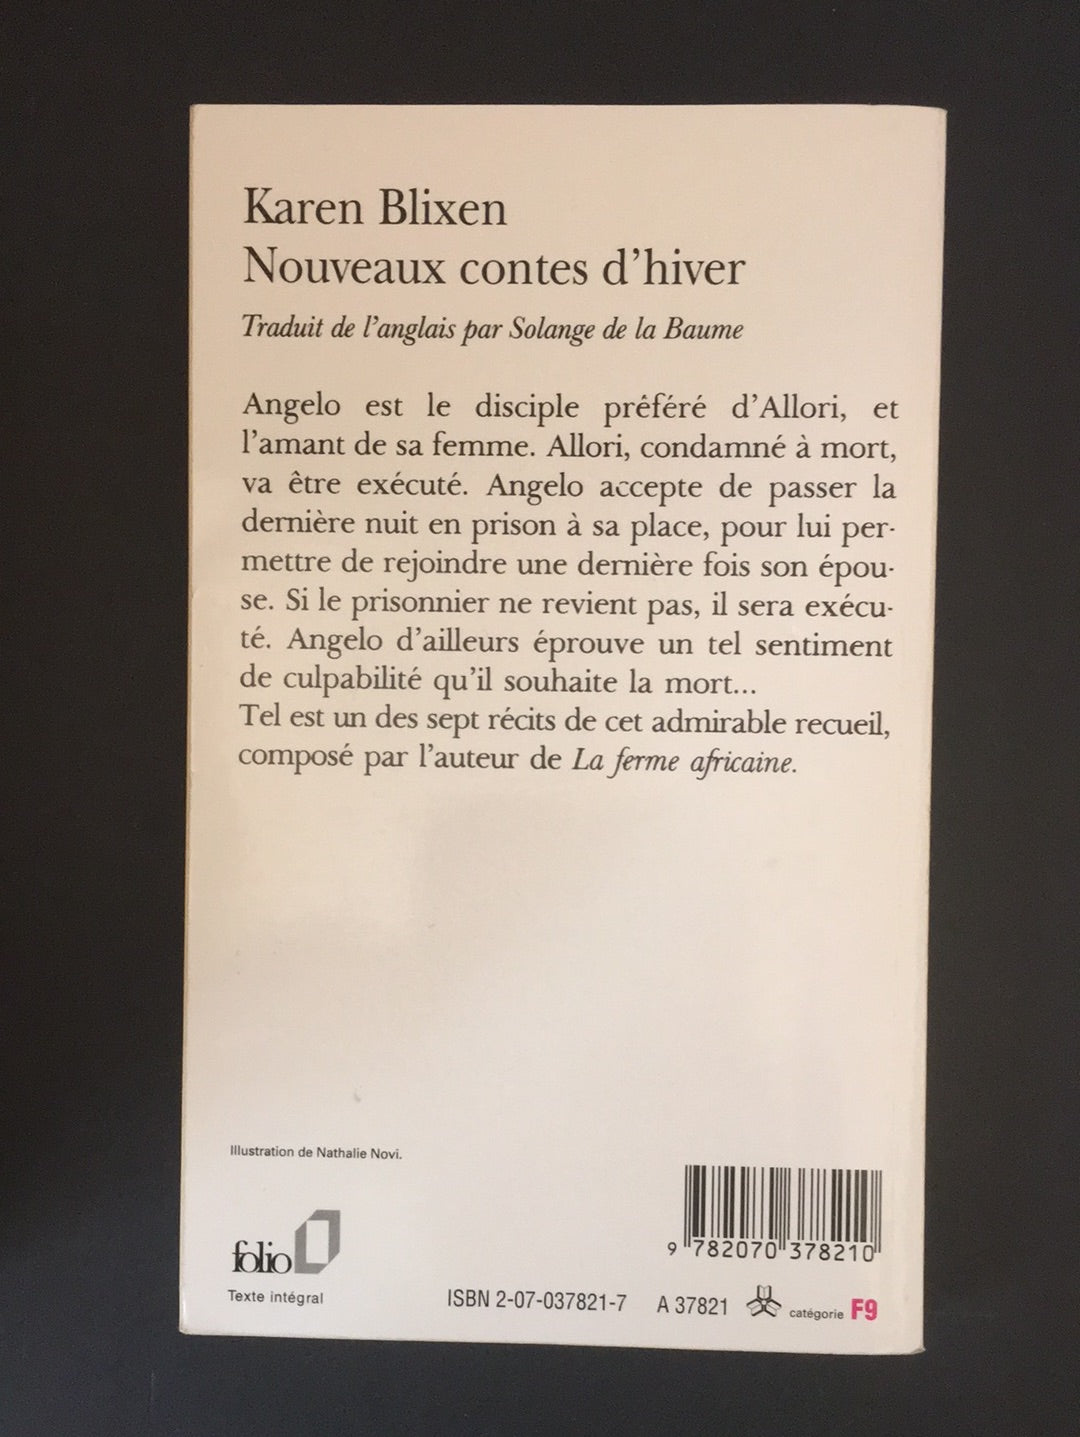 Karen Blixen
Nouveaux contes d'hiver
Traduit de l'anglais par Solange de la Baume
Angelo est le disciple préféré d'Allori, et
l'amant de sa femme. Allori, condamné à mort,
va être exécuté. Angelo accepte de passer la
dernière nuit en prison à sa place, pour lui per-
mettre de rejoindre une dernière fois son épou-
se. Si le prisonnier ne revient pas, il sera exécu-
té. Angelo d'ailleurs éprouve un tel sentiment
de culpabilité qu'il souhaite la mort...
Tel est un des sept récits de cet admirable recueil,
composé par l'auteur de La ferme africaine.
Illustration de Nathalie Novi.
folio
Texte intégral
9 782070 378210
ISBN 2-07-037821-7 A 37821 catégorie F9